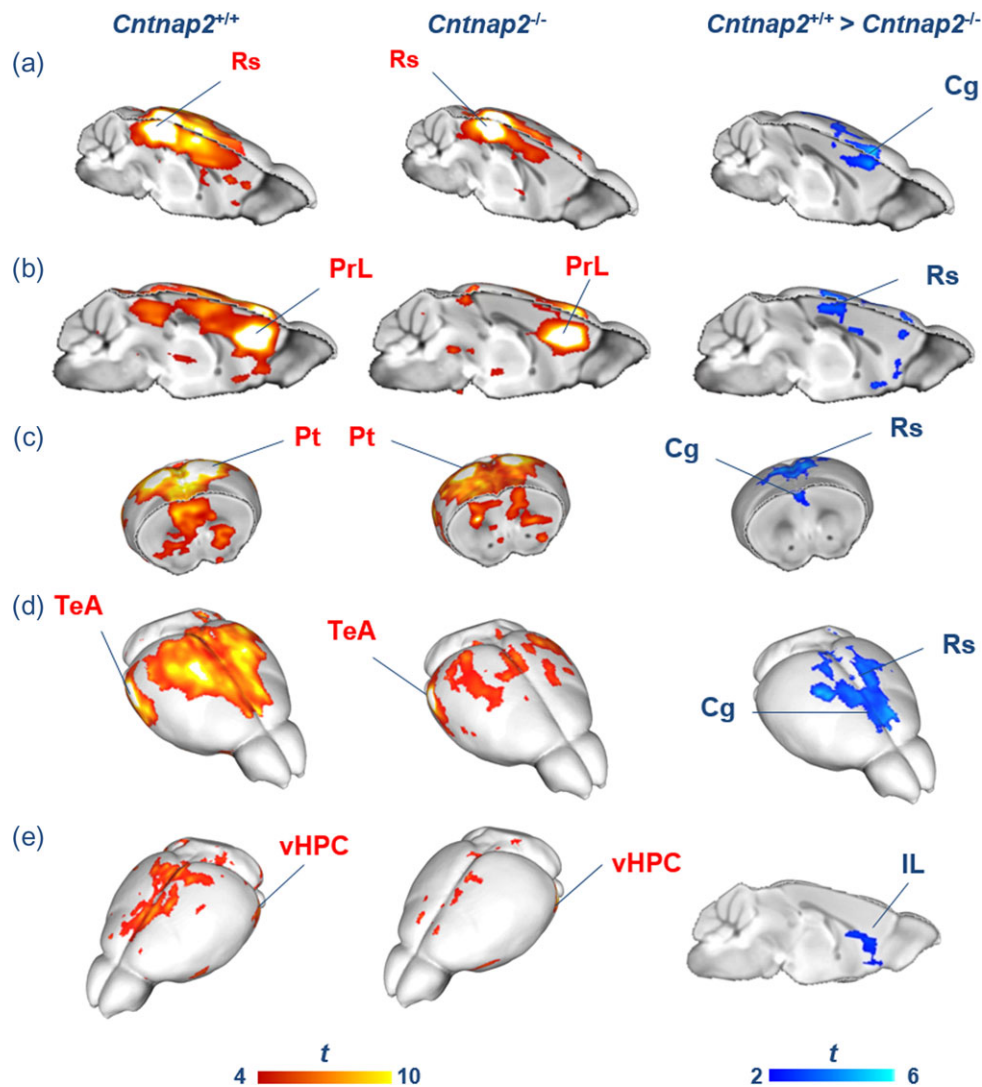 Cntnap2+/+ Cntnap2-/- Cntnap2+/+ > Cntnap2-/-
(a) Rs Rs Cg
(b) PrL PrL Rs
(c) Pt Pt Cg Rs
(d) TeA TeA Rs Cg
(e) vHPC vHPC IL
t t
4 10 2 6